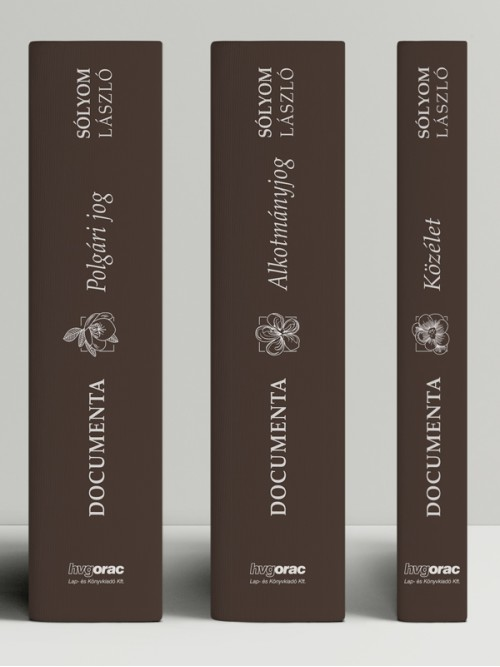 SÓLYOM
LÁSZLÓ
Polgári jog
DOCUMENTA
hvgorac
Lap- és Könyvkiadó Kft.
SÓLYOM
LÁSZLÓ
Alkotmányjog
DOCUMENTA
hvgorac
Lap- és Könyvkiadó Kft.
SÓLYOM
LÁSZLÓ
Közélet
DOCUMENTA
hvgorac
Lap- és Könyvkiadó Kft.